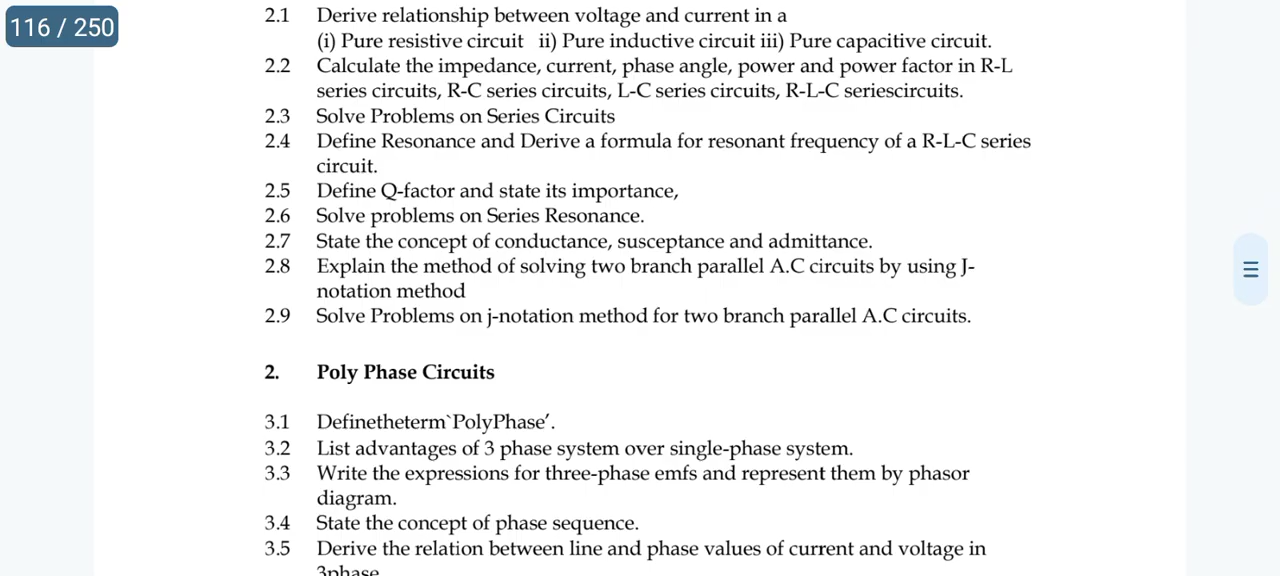 116 / 250
2.1 Derive relationship between voltage and current in a
(i) Pure resistive circuit ii) Pure inductive circuit iii) Pure capacitive circuit.
2.2 Calculate the impedance, current, phase angle, power and power factor in R-L
series circuits, R-C series circuits, L-C series circuits, R-L-C seriescircuits.
2.3 Solve Problems on Series Circuits
2.4 Define Resonance and Derive a formula for resonant frequency of a R-L-C series
circuit.
2.5 Define Q-factor and state its importance,
2.6 Solve problems on Series Resonance.
2.7 State the concept of conductance, susceptance and admittance.
2.8 Explain the method of solving two branch parallel A.C circuits by using J-
notation method
2.9 Solve Problems on j-notation method for two branch parallel A.C circuits.
2. Poly Phase Circuits
3.1 Definetheterm`PolyPhase’.
3.2 List advantages of 3 phase system over single-phase system.
3.3 Write the expressions for three-phase emfs and represent them by phasor
diagram.
3.4 State the concept of phase sequence.
3.5 Derive the relation between line and phase values of current and voltage in
3phase